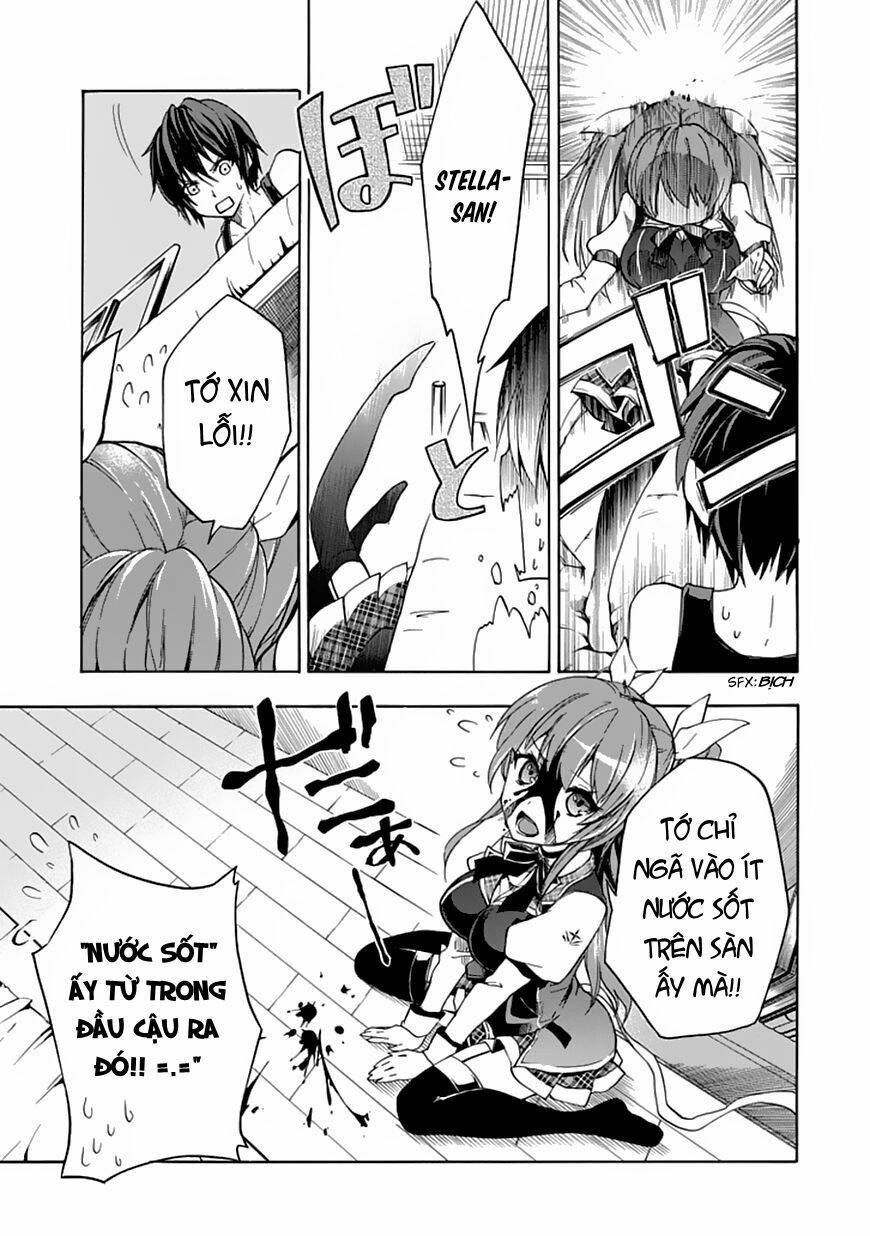 STELLA-
SAN!
ぼ
と
TỚ XIN
LỖI!!
SFX: BỊCH
TỚ CHỈ
NGÃ VÀO ÍT
NƯỚC SỐT
TRÊN SÀN
ẤY MÀ!!
"NƯỚC SỐT"
ẤY TỪ TRONG
ĐẦU CẬU RA
ĐÓ!! =.="